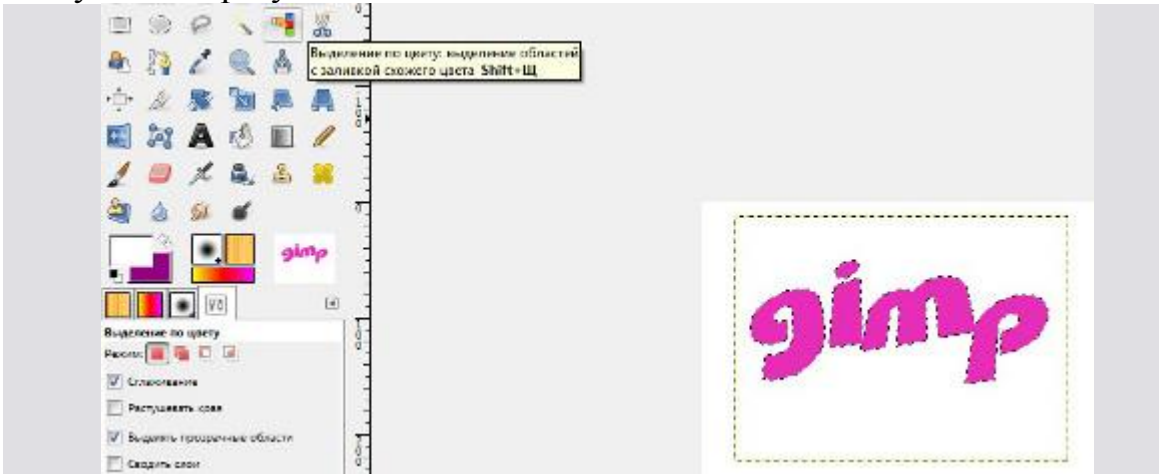 Выделение по цвету: выделение областей
с заливкой схожего цвета Shift+Щ
gimp
gimp
Выделение по цвету
Режим:
Сглаживание
Растушевать края
Выделять прозрачные области
Сводить слои